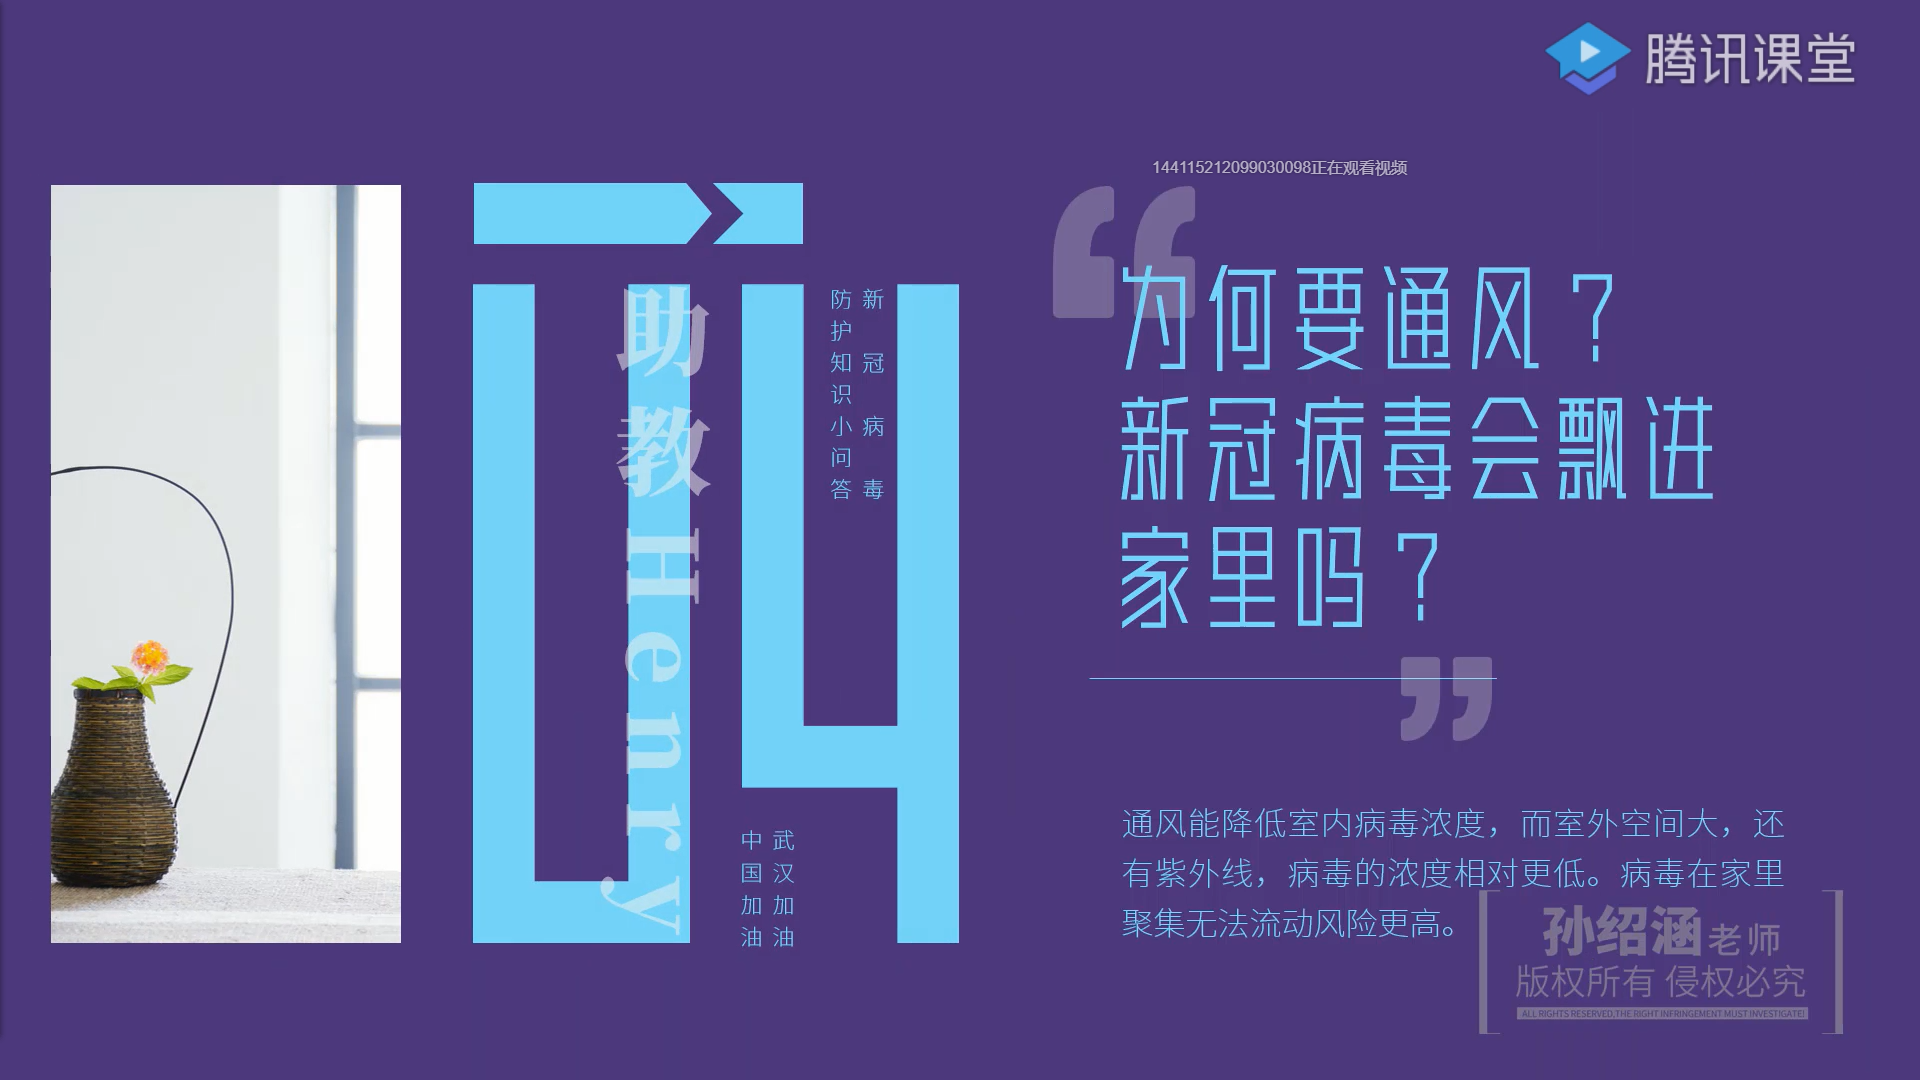 腾讯课堂
144115212099030098正在观看视频
04
助教Henry
新冠病毒
防护知识小问答
武汉加油
中国加油
为何要通风？
新冠病毒会飘进
家里吗？
通风能降低室内病毒浓度，而室外空间大，还
有紫外线，病毒的浓度相对更低。病毒在家里
聚集无法流动风险更高。
孙绍涵老师
版权所有 侵权必究
ALL RIGHTS RESERVED,THE RIGHT INFRINGEMENT MUST INVESTIGATE!